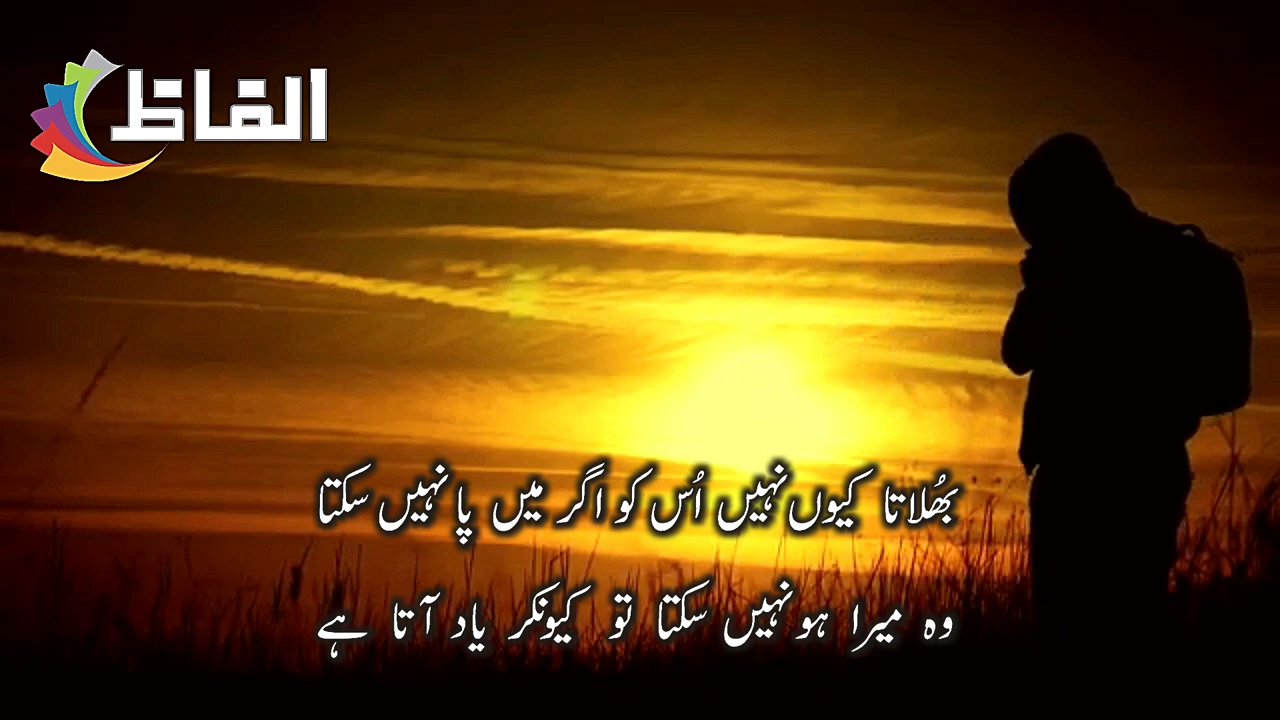 الفاظ
بھُلاتا کیوں نہیں اُس کو اگر میں پا نہیں سکتا
وہ میرا ہو نہیں سکتا تو کیونکر یاد آتا ہے